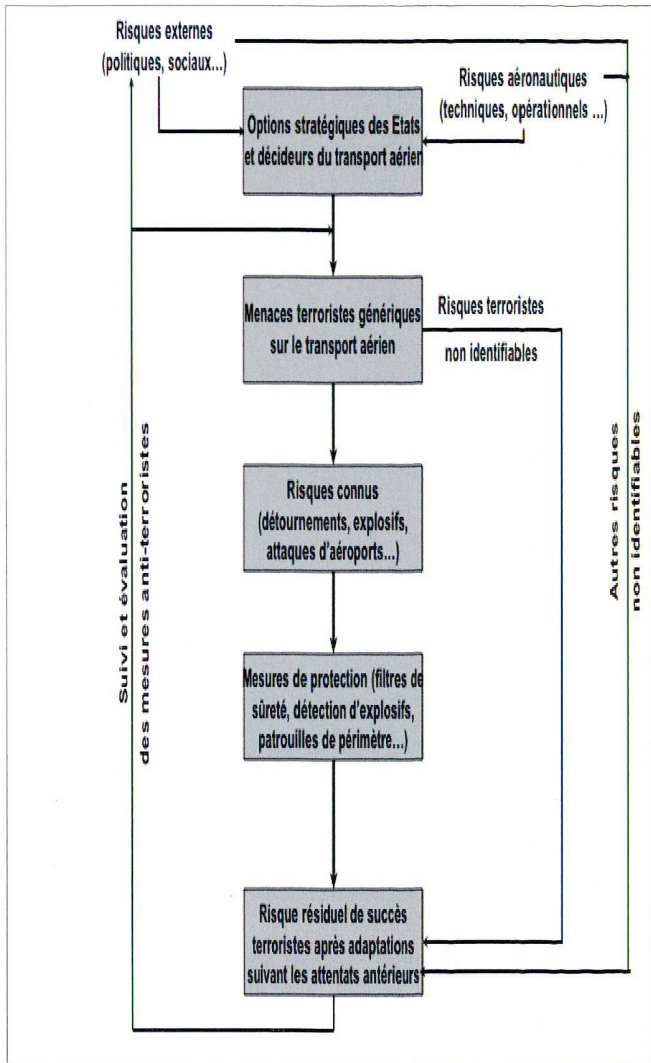 Risques externes
(politiques, sociaux...)
Risques aéronautiques
(techniques, opérationnels ...)
Options stratégiques des Etats
et décideurs du transport aérien
Menaces terroristes génériques
sur le transport aérien
Risques terroristes
non identifiables
Risques connus
(détournements, explosifs,
attaques d'aéroports...)
Mesures de protection (filtres de
sûreté, détection d'explosifs,
patrouilles de périmètre...)
Risque résiduel de succès
terroristes après adaptations
suivant les attentats antérieurs
Suivi et évaluation
des mesures anti-terroristes
Autres risques
non identifiables